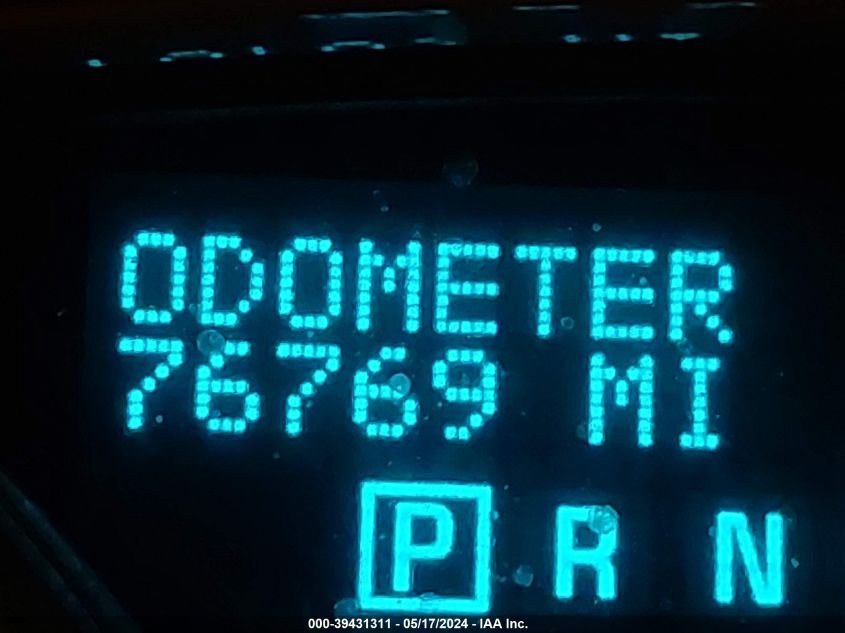 ODOMETER
76769 MI
P R N
000-39431311 - 05/17/2024 - IAA Inc.